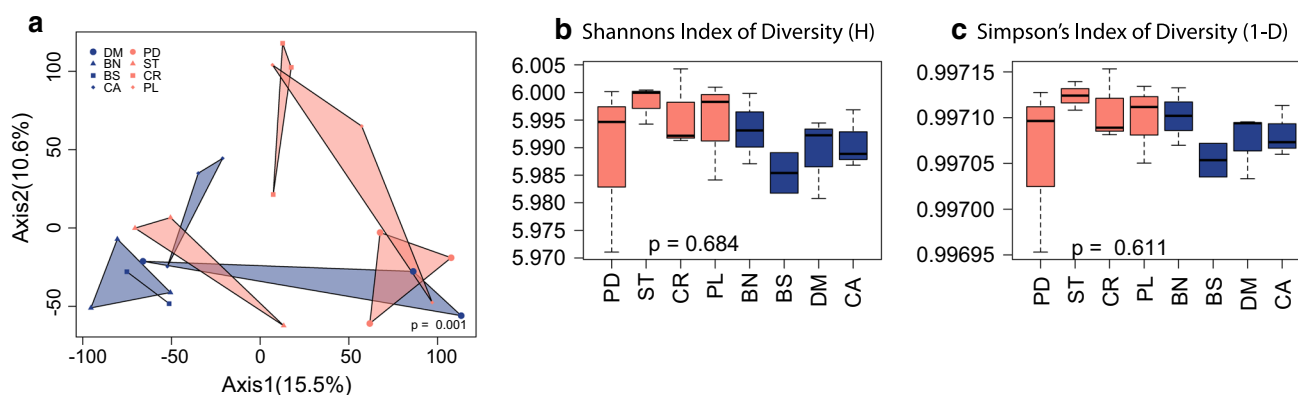 a
100
50
0
-50
Axis2(10.6%)
DM PD
BN ST
BS CR
CA PL
p = 0.001
-100 -50 0 50 100
Axis1(15.5%)
b Shannons Index of Diversity (H)
6.005
6.000
5.995
5.990
5.985
5.980
5.975
5.970
p = 0.684
PD ST CR PL BN BS DM CA
c Simpson’s Index of Diversity (1-D)
0.99715
0.99710
0.99705
0.99700
0.99695
p = 0.611
PD ST CR PL BN BS DM CA